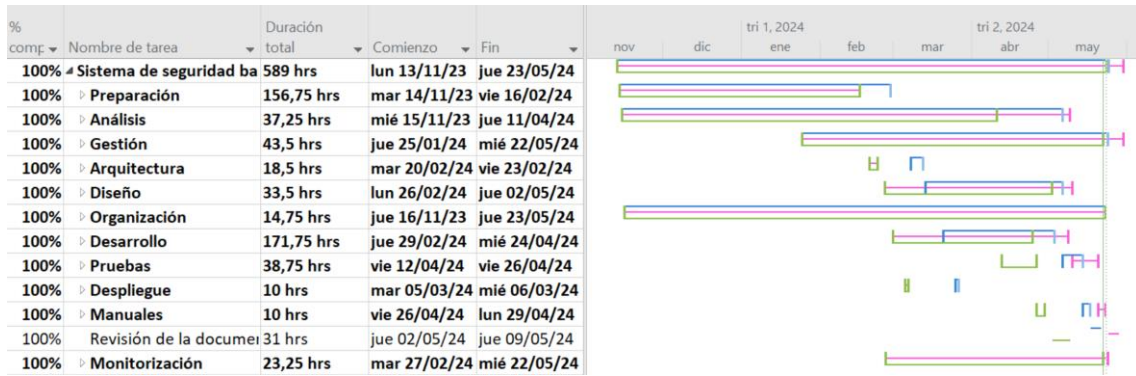 % Duración tri 1, 2024 tri 2, 2024
comp Nombre de tarea total Comienzo Fin nov dic ene feb mar abr may
100% Sistema de seguridad ba 589 hrs lun 13/11/23 jue 23/05/24
100% Preparación 156,75 hrs mar 14/11/23 vie 16/02/24
100% Análisis 37,25 hrs mié 15/11/23 jue 11/04/24
100% Gestión 43,5 hrs jue 25/01/24 mié 22/05/24
100% Arquitectura 18,5 hrs mar 20/02/24 vie 23/02/24
100% Diseño 33,5 hrs lun 26/02/24 jue 02/05/24
100% Organización 14,75 hrs jue 16/11/23 jue 23/05/24
100% Desarrollo 171,75 hrs jue 29/02/24 mié 24/04/24
100% Pruebas 38,75 hrs vie 12/04/24 vie 26/04/24
100% Despliegue 10 hrs mar 05/03/24 mié 06/03/24
100% Manuales 10 hrs vie 26/04/24 lun 29/04/24
100% Revisión de la documen 31 hrs jue 02/05/24 jue 09/05/24
100% Monitorización 23,25 hrs mar 27/02/24 mié 22/05/24